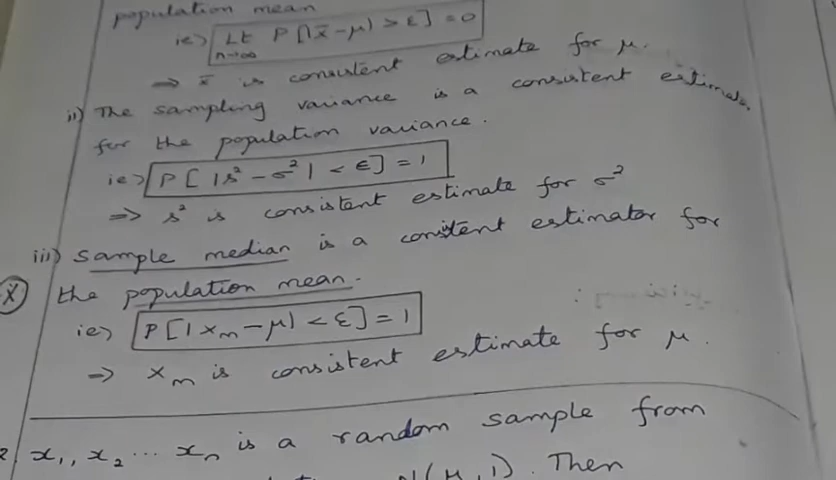 population mean
ie> Lt n→∞ P[|x̄-μ) > ε] = 0
⇒ x̄ is consistent estimate for μ.
ii) The sampling variance is a consistent estimate
for the population variance.
ie> P[|s²-σ²| < ε] = 1
⇒ s² is consistent estimate for σ²
iii) Sample median is a consistent estimator for
the population mean.
ie> P[|xm-μ) < ε] = 1
⇒ xm is consistent estimate for μ.
2. x₁, x₂ ... xn is a random sample from
N(μ, 1). Then